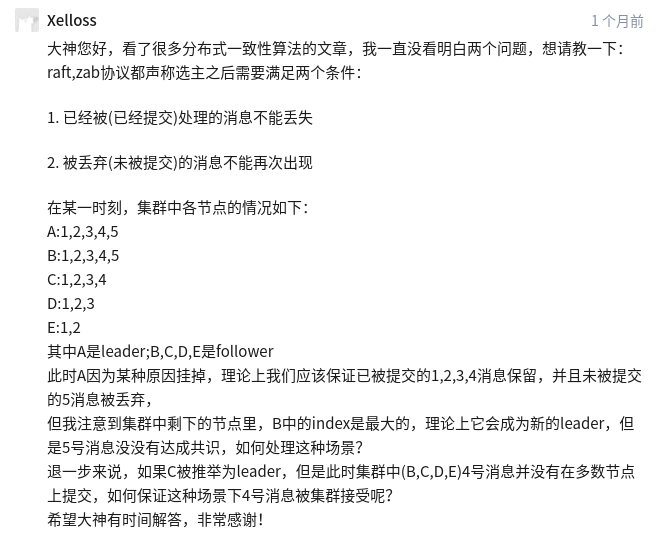 Xelloss
1 个月前
大神您好，看了很多分布式一致性算法的文章，我一直没看明白两个问题，想请教一下：
raft,zab协议都声称选主之后需要满足两个条件：
1. 已经被(已经提交)处理的消息不能丢失
2. 被丢弃(未被提交)的消息不能再次出现
在某一时刻，集群中各节点的情况如下：
A:1,2,3,4,5
B:1,2,3,4,5
C:1,2,3,4
D:1,2,3
E:1,2
其中A是leader;B,C,D,E是follower
此时A因为某种原因挂掉，理论上我们应该保证已被提交的1,2,3,4消息保留，并且未被提交
的5消息被丢弃，
但我注意到集群中剩下的节点里，B中的index是最大的，理论上它会成为新的leader，但
是5号消息没没有达成共识，如何处理这种场景？
退一步来说，如果C被推举为leader，但是此时集群中(B,C,D,E)4号消息并没有在多数节点
上提交，如何保证这种场景下4号消息被集群接受呢？
希望大神有时间解答，非常感谢！